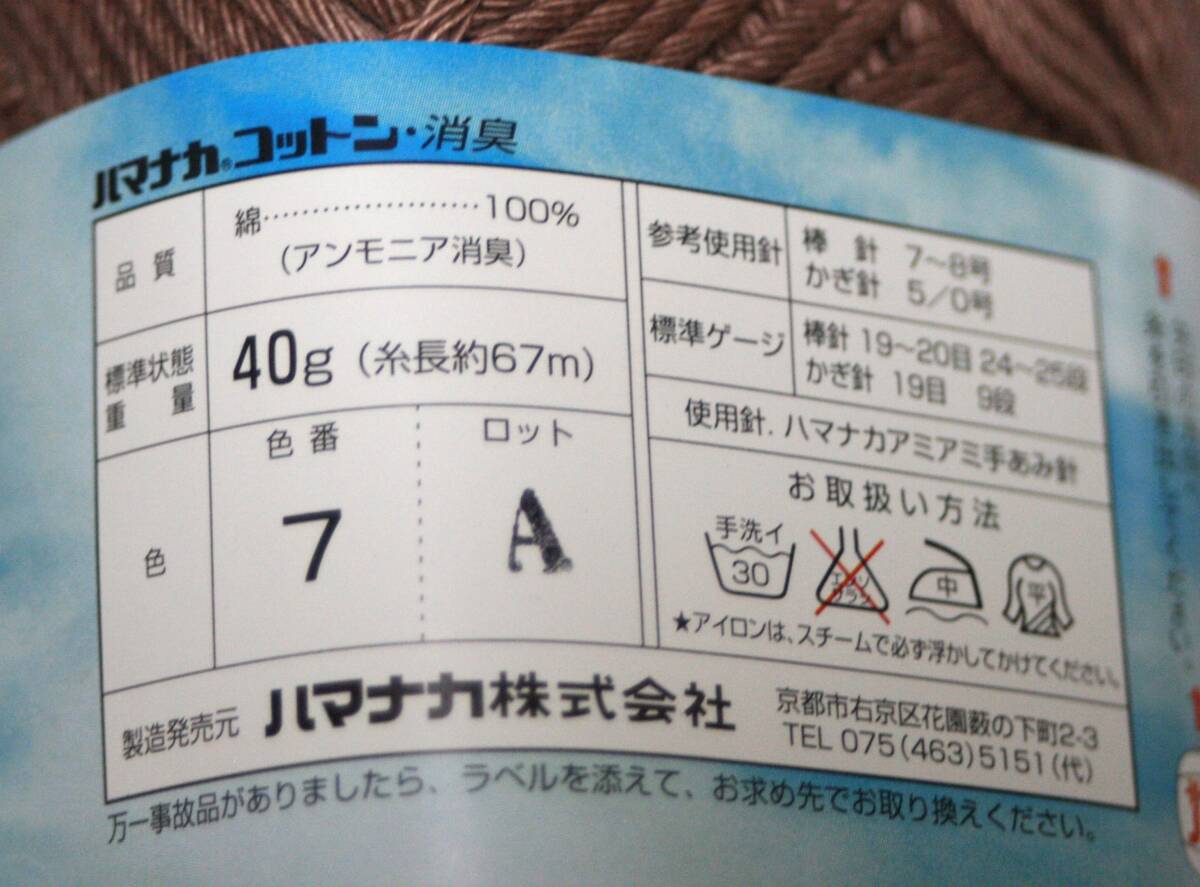 ハマナカ®コットン・消臭
品質
綿…………………100%
(アンモニア消臭)
標準状態
重量
40g (糸長約67m)
色
色番
7
ロット
A
参考使用針
棒針 7～8号
かぎ針 5/0号
標準ゲージ
棒針 19～20目 24～25段
かぎ針 19目 9段
使用針. ハマナカアミアミ手あみ針
お取扱い方法
手洗イ
30
中
平
★アイロンは、スチームで必ず浮かしてかけてください。
製造発売元 ハマナカ株式会社
京都市右京区花園薮の下町2-3
TEL 075(463)5151(代)
万一事故品がありましたら、ラベルを添えて、お求め先でお取り換えください。